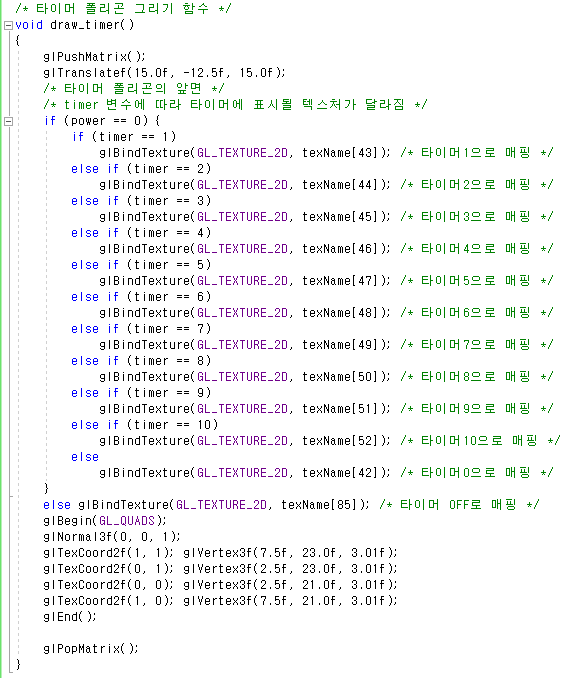 /* 타이머 폴리곤 그리기 함수 */
void draw_timer()
{
    glPushMatrix();
    glTranslatef(15.0f, -12.5f, 15.0f);
    /* 타이머 폴리곤의 앞면 */
    /* timer 변수에 따라 타이머에 표시될 텍스처가 달라짐 */
    if (power == 0) {
        if (timer == 1)
            glBindTexture(GL_TEXTURE_2D, texName[43]); /* 타이머1으로 매핑 */
        else if (timer == 2)
            glBindTexture(GL_TEXTURE_2D, texName[44]); /* 타이머2으로 매핑 */
        else if (timer == 3)
            glBindTexture(GL_TEXTURE_2D, texName[45]); /* 타이머3으로 매핑 */
        else if (timer == 4)
            glBindTexture(GL_TEXTURE_2D, texName[46]); /* 타이머4으로 매핑 */
        else if (timer == 5)
            glBindTexture(GL_TEXTURE_2D, texName[47]); /* 타이머5으로 매핑 */
        else if (timer == 6)
            glBindTexture(GL_TEXTURE_2D, texName[48]); /* 타이머6으로 매핑 */
        else if (timer == 7)
            glBindTexture(GL_TEXTURE_2D, texName[49]); /* 타이머7으로 매핑 */
        else if (timer == 8)
            glBindTexture(GL_TEXTURE_2D, texName[50]); /* 타이머8으로 매핑 */
        else if (timer == 9)
            glBindTexture(GL_TEXTURE_2D, texName[51]); /* 타이머9으로 매핑 */
        else if (timer == 10)
            glBindTexture(GL_TEXTURE_2D, texName[52]); /* 타이머10으로 매핑 */
        else
            glBindTexture(GL_TEXTURE_2D, texName[42]); /* 타이머0으로 매핑 */
    }
    else glBindTexture(GL_TEXTURE_2D, texName[85]); /* 타이머 OFF로 매핑 */
    glBegin(GL_QUADS);
    glNormal3f(0, 0, 1);
    glTexCoord2f(1, 1); glVertex3f(7.5f, 23.0f, 3.01f);
    glTexCoord2f(0, 1); glVertex3f(2.5f, 23.0f, 3.01f);
    glTexCoord2f(0, 0); glVertex3f(2.5f, 21.0f, 3.01f);
    glTexCoord2f(1, 0); glVertex3f(7.5f, 21.0f, 3.01f);
    glEnd();

    glPopMatrix();
}